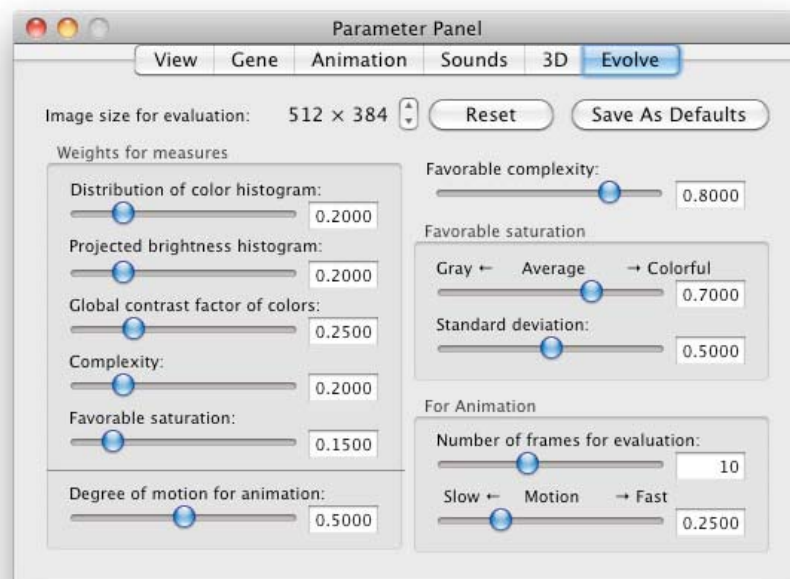 Parameter Panel
View Gene Animation Sounds 3D Evolve
Image size for evaluation: 512 × 384 Reset Save As Defaults
Weights for measures
Distribution of color histogram:
0.2000
Projected brightness histogram:
0.2000
Global contrast factor of colors:
0.2500
Complexity:
0.2000
Favorable saturation:
0.1500
Degree of motion for animation:
0.5000
Favorable complexity:
0.8000
Favorable saturation
Gray ← Average → Colorful
0.7000
Standard deviation:
0.5000
For Animation
Number of frames for evaluation:
10
Slow ← Motion → Fast
0.2500